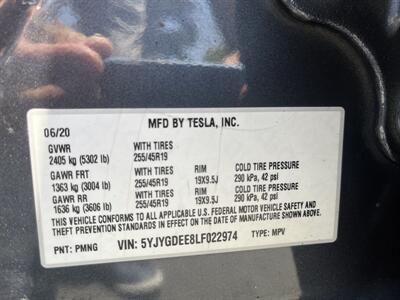 MFD BY TESLA, INC.
06/20
GVWR WITH TIRES
2405 kg (5302 lb) 255/45R19
GAWR FRT WITH TIRES RIM COLD TIRE PRESSURE
1363 kg (3004 lb) 255/45R19 19X9.5J 290 kPa, 42 psi
GAWR RR WITH TIRES RIM COLD TIRE PRESSURE
1636 kg (3606 lb) 255/45R19 19X9.5J 290 kPa, 42 psi
THIS VEHICLE CONFORMS TO ALL APPLICABLE U.S. FEDERAL MOTOR VEHICLE SAFETY AND
THEFT PREVENTION STANDARDS IN EFFECT ON THE DATE OF MANUFACTURE SHOWN ABOVE.
PNT: PMNG VIN: 5YJYGDEE8LF022974 TYPE: MPV